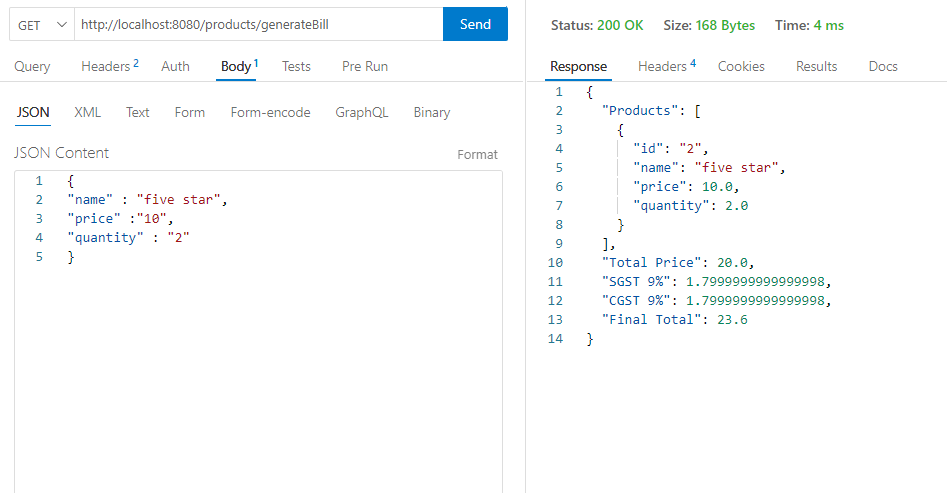 GET http://localhost:8080/products/generateBill Send
Query Headers 2 Auth Body 1 Tests Pre Run
JSON XML Text Form Form-encode GraphQL Binary
JSON Content Format
1 {
2 "name" : "five star",
3 "price" :"10",
4 "quantity" : "2"
5 }
Status: 200 OK Size: 168 Bytes Time: 4 ms
Response Headers 4 Cookies Results Docs
1 {
2 "Products": [
3 {
4 "id": "2",
5 "name": "five star",
6 "price": 10.0,
7 "quantity": 2.0
8 }
9 ],
10 "Total Price": 20.0,
11 "SGST 9%": 1.7999999999999998,
12 "CGST 9%": 1.7999999999999998,
13 "Final Total": 23.6
14 }